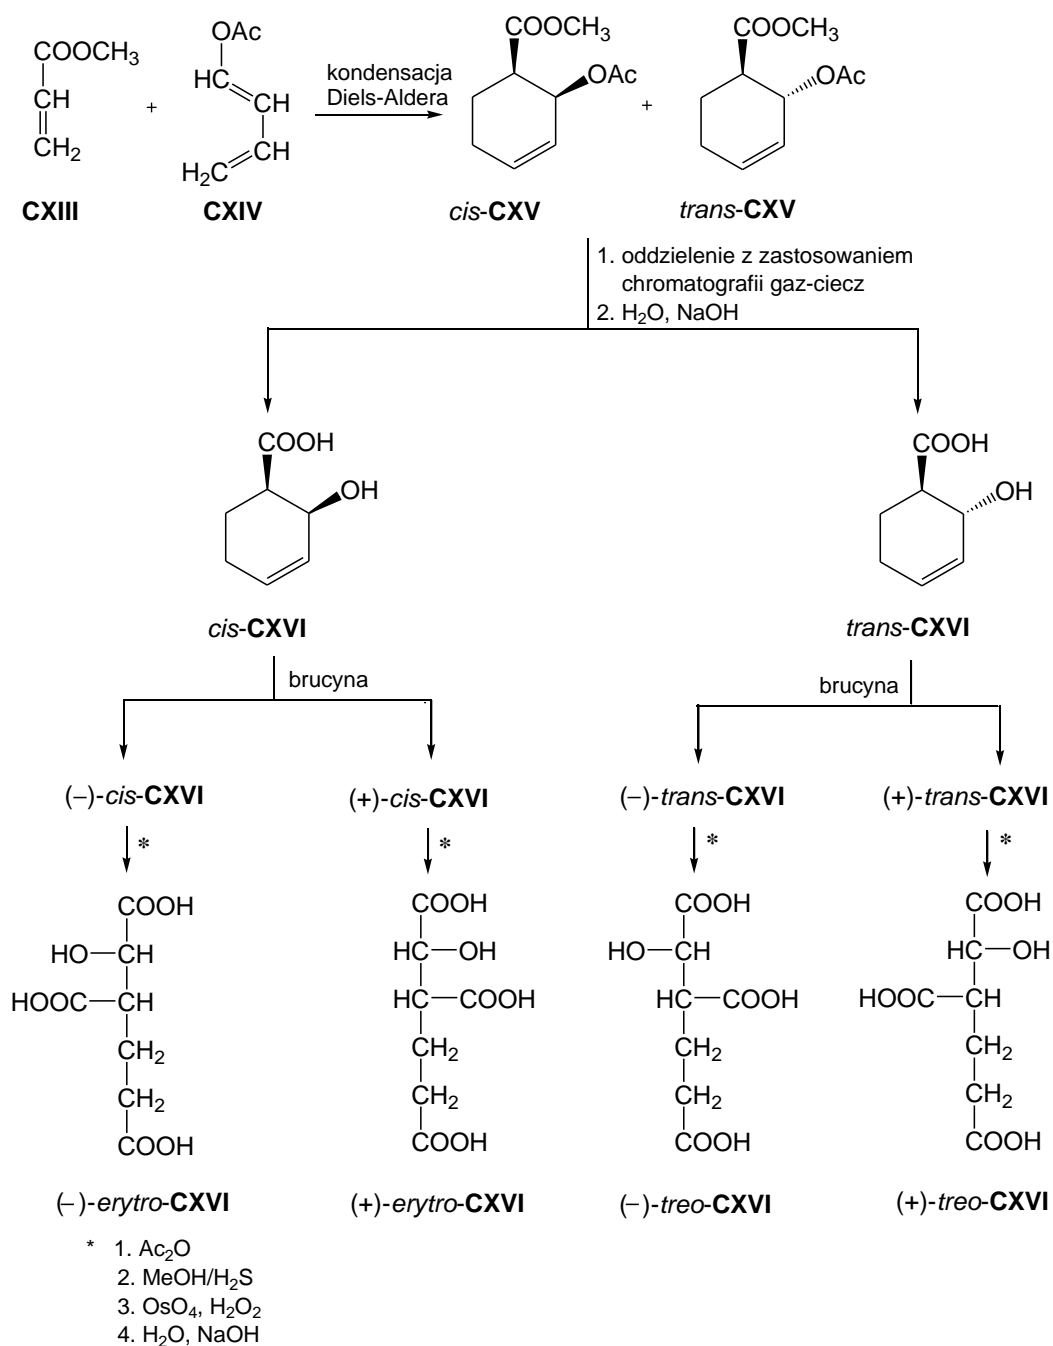 COOCH3
CH
CH2
+
OAc
HC
CH
CH
H2C
kondensacja
Diels-Aldera
COOCH3
OAc
+
COOCH3
OAc
CXIII
CXIV
cis-CXV
trans-CXV
1. oddzielenie z zastosowaniem
chromatografii gaz-ciecz
2. H2O, NaOH
COOH
OH
cis-CXVI
COOH
OH
trans-CXVI
brucyna
brucyna
(−)-cis-CXVI
(+)-cis-CXVI
(−)-trans-CXVI
(+)-trans-CXVI
*
*
*
*
COOH
HO CH
HOOC CH
CH2
CH2
COOH
COOH
HC OH
HC COOH
CH2
CH2
COOH
COOH
HO CH
HC COOH
CH2
CH2
COOH
COOH
HC OH
HOOC CH
CH2
CH2
COOH
(−)-erytro-CXVI
(+)-erytro-CXVI
(−)-treo-CXVI
(+)-treo-CXVI
* 1. Ac2O
2. MeOH/H2S
3. OsO4, H2O2
4. H2O, NaOH